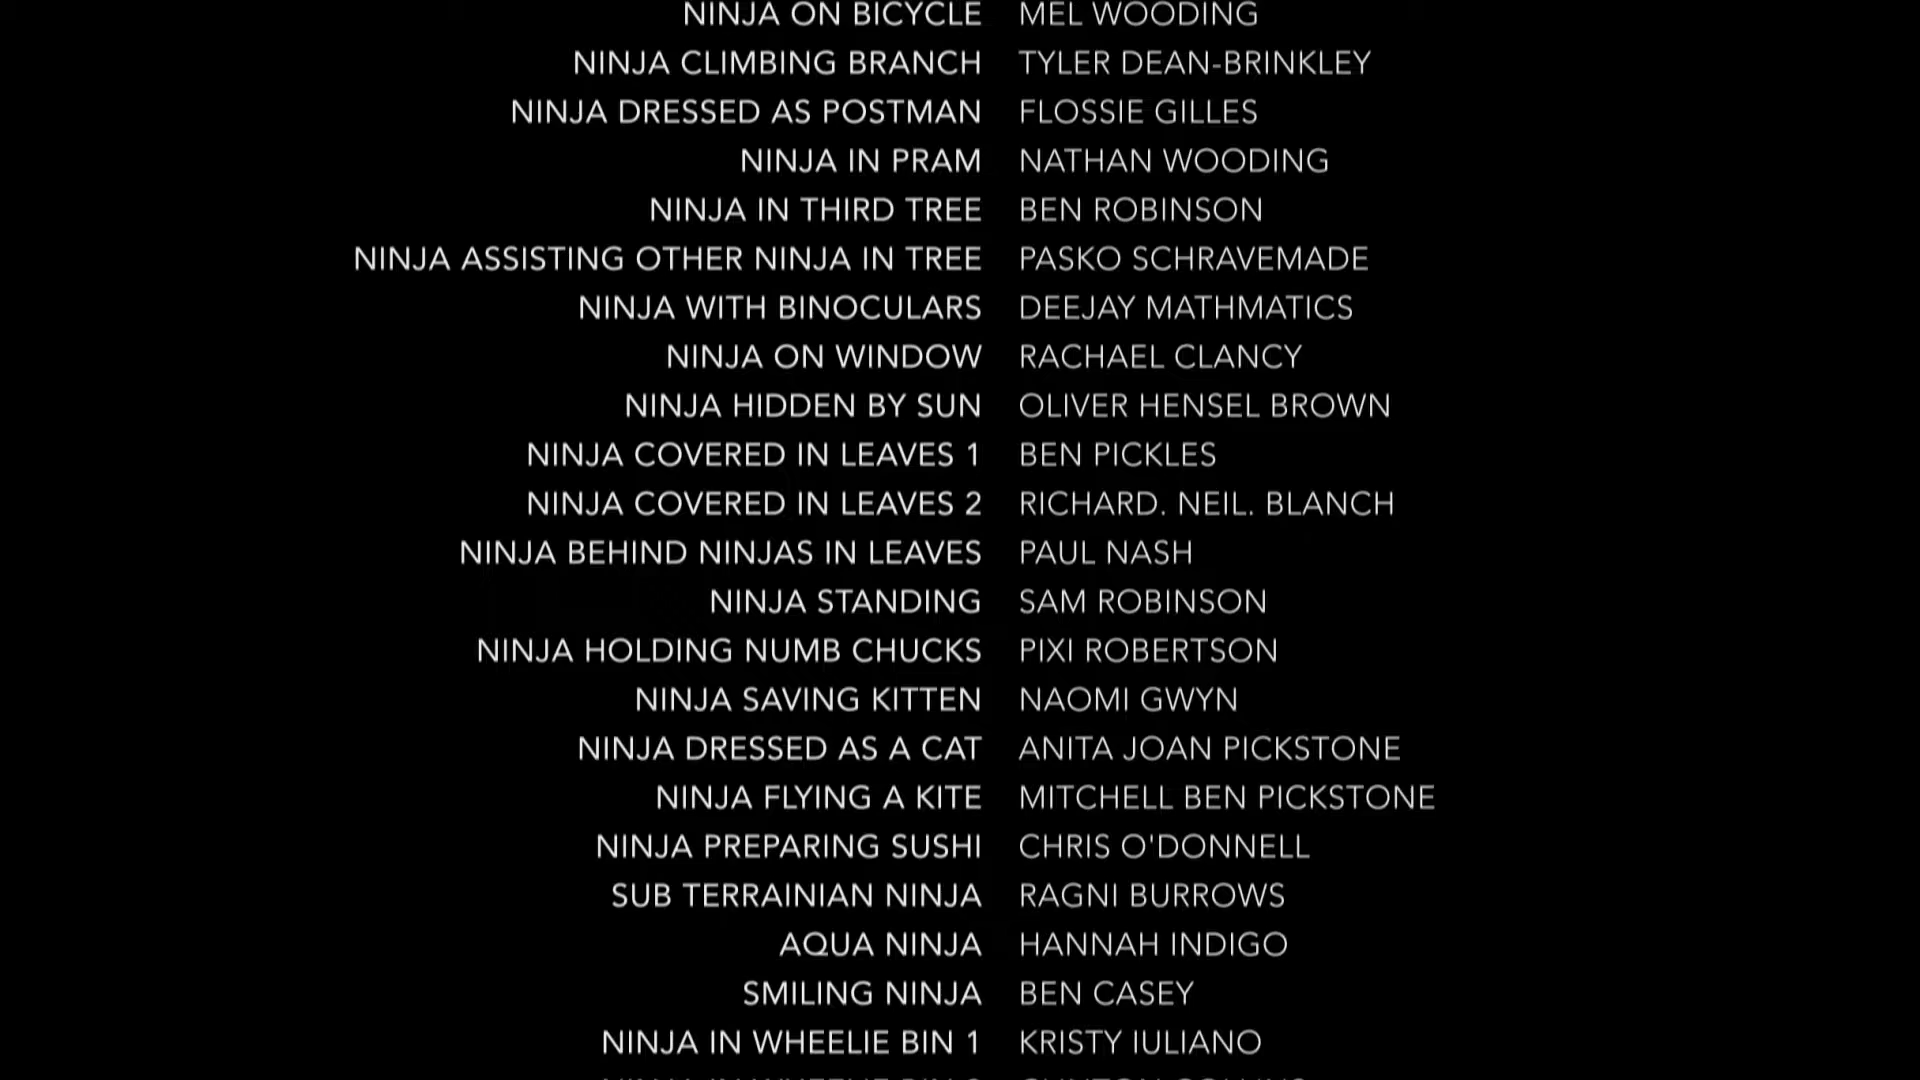 NINJA ON BICYCLE MEL WOODING
NINJA CLIMBING BRANCH TYLER DEAN-BRINKLEY
NINJA DRESSED AS POSTMAN FLOSSIE GILLES
NINJA IN PRAM NATHAN WOODING
NINJA IN THIRD TREE BEN ROBINSON
NINJA ASSISTING OTHER NINJA IN TREE PASKO SCHRAVEMADE
NINJA WITH BINOCULARS DEEJAY MATHMATICS
NINJA ON WINDOW RACHAEL CLANCY
NINJA HIDDEN BY SUN OLIVER HENSEL BROWN
NINJA COVERED IN LEAVES 1 BEN PICKLES
NINJA COVERED IN LEAVES 2 RICHARD. NEIL. BLANCH
NINJA BEHIND NINJAS IN LEAVES PAUL NASH
NINJA STANDING SAM ROBINSON
NINJA HOLDING NUMB CHUCKS PIXI ROBERTSON
NINJA SAVING KITTEN NAOMI GWYN
NINJA DRESSED AS A CAT ANITA JOAN PICKSTONE
NINJA FLYING A KITE MITCHELL BEN PICKSTONE
NINJA PREPARING SUSHI CHRIS O'DONNELL
SUB TERRAINIAN NINJA RAGNI BURROWS
AQUA NINJA HANNAH INDIGO
SMILING NINJA BEN CASEY
NINJA IN WHEELIE BIN 1 KRISTY IULIANO